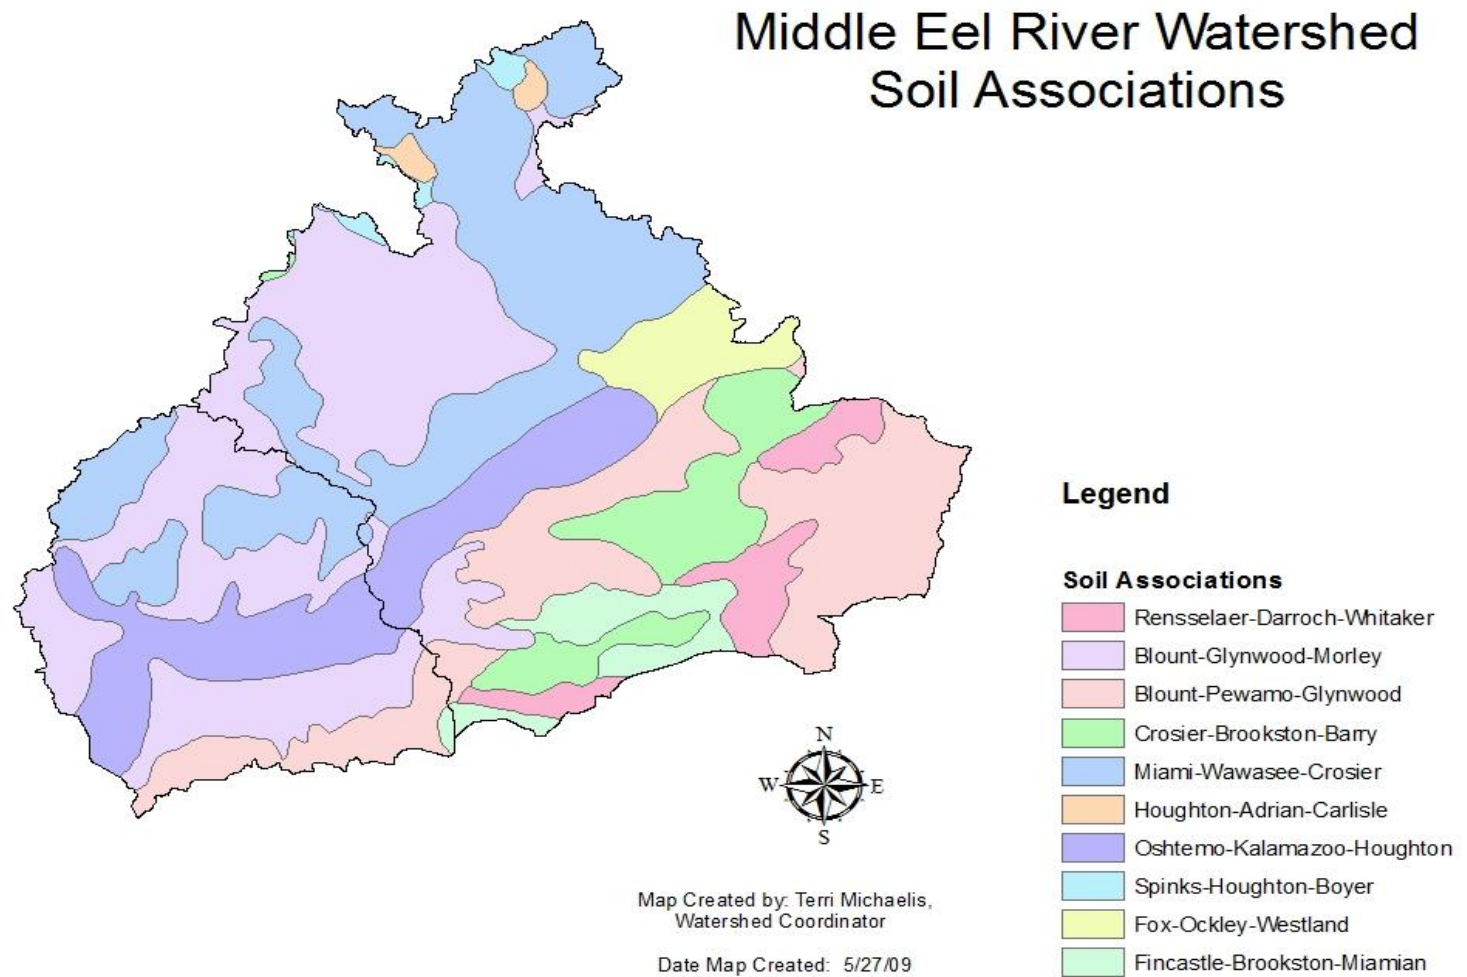 Middle Eel River Watershed
Soil Associations
Legend
Soil Associations
Rensselaer-Darroch-Whitaker
Blount-Glynwood-Morley
Blount-Pewamo-Glynwood
Crosier-Brookston-Barry
Miami-Wawasee-Crosier
Houghton-Adrian-Carlisle
Oshtemo-Kalamazoo-Houghton
Spinks-Houghton-Boyer
Fox-Ockley-Westland
Fincastle-Brookston-Miamian
N
W E
S
Map Created by: Terri Michaelis,
Watershed Coordinator
Date Map Created: 5/27/09